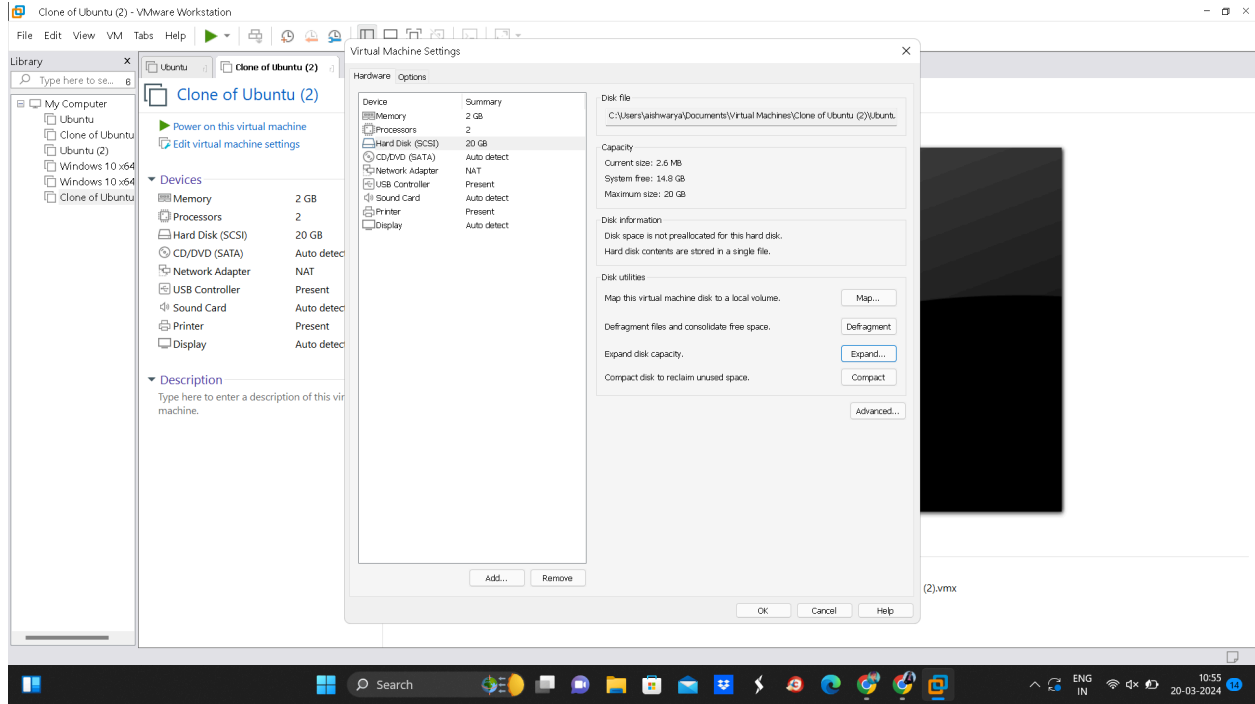 Clone of Ubuntu (2) - VMware Workstation
File Edit View VM Tabs Help
Library X
Type here to se... 6
My Computer
Ubuntu
Clone of Ubuntu
Ubuntu (2)
Windows 10 x64
Windows 10 x64
Clone of Ubuntu
Ubuntu
Clone of Ubuntu (2)
Clone of Ubuntu (2)
Power on this virtual machine
Edit virtual machine settings
Devices
Memory 2 GB
Processors 2
Hard Disk (SCSI) 20 GB
CD/DVD (SATA) Auto detec
Network Adapter NAT
USB Controller Present
Sound Card Auto detec
Printer Present
Display Auto detec
Description
Type here to enter a description of this vir
machine.
Virtual Machine Settings
Hardware Options
Device Summary
Memory 2 GB
Processors 2
Hard Disk (SCSI) 20 GB
CD/DVD (SATA) Auto detect
Network Adapter NAT
USB Controller Present
Sound Card Auto detect
Printer Present
Display Auto detect
Add... Remove
Disk file
C:\Users\aishwarya\Documents\Virtual Machines\Clone of Ubuntu (2)\Ubuntu
Capacity
Current size: 2.6 MB
System free: 14.8 GB
Maximum size: 20 GB
Disk information
Disk space is not preallocated for this hard disk.
Hard disk contents are stored in a single file.
Disk utilities
Map this virtual machine disk to a local volume. Map...
Defragment files and consolidate free space. Defragment
Expand disk capacity. Expand...
Compact disk to reclaim unused space. Compact
Advanced...
OK Cancel Help
(2).vmx
Search
ENG
IN
10:55
20-03-2024
14